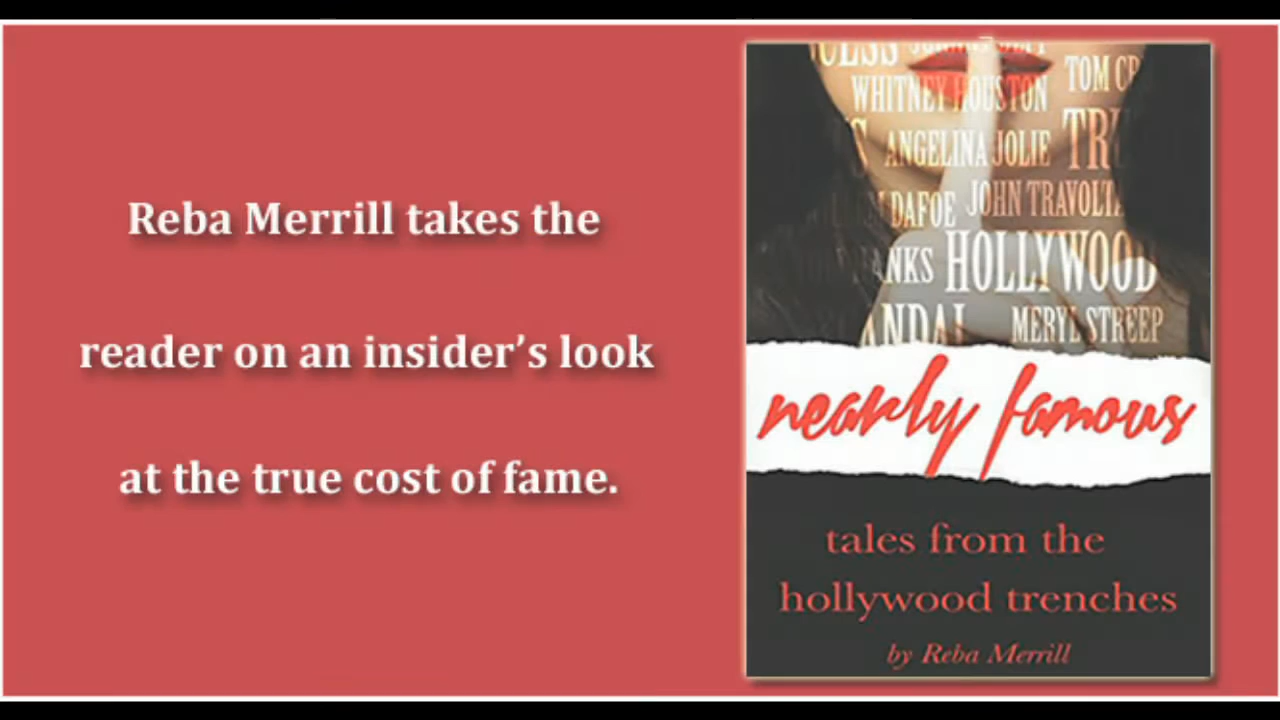 Reba Merrill takes the
reader on an insider’s look
at the true cost of fame.
WHITNEY HOUSTON
TOM
ANGELINA JOLIE
DAFOE
JOHN TRAVOLTA
HOLLYWOOD
MERYL STREEP
nearly famous
tales from the
hollywood trenches
by Reba Merrill